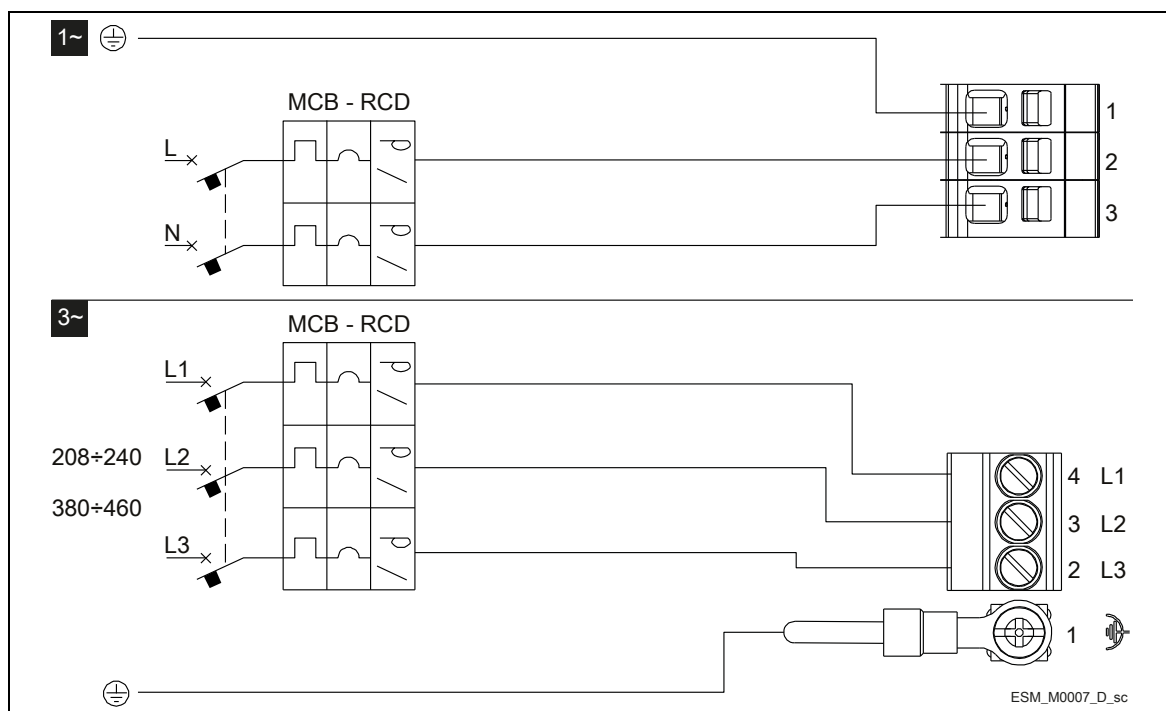 1~
MCB - RCD
L
N
1
2
3
3~
MCB - RCD
L1
208÷240 L2
380÷460
L3
4 L1
3 L2
2 L3
1
ESM_M0007_D_sc